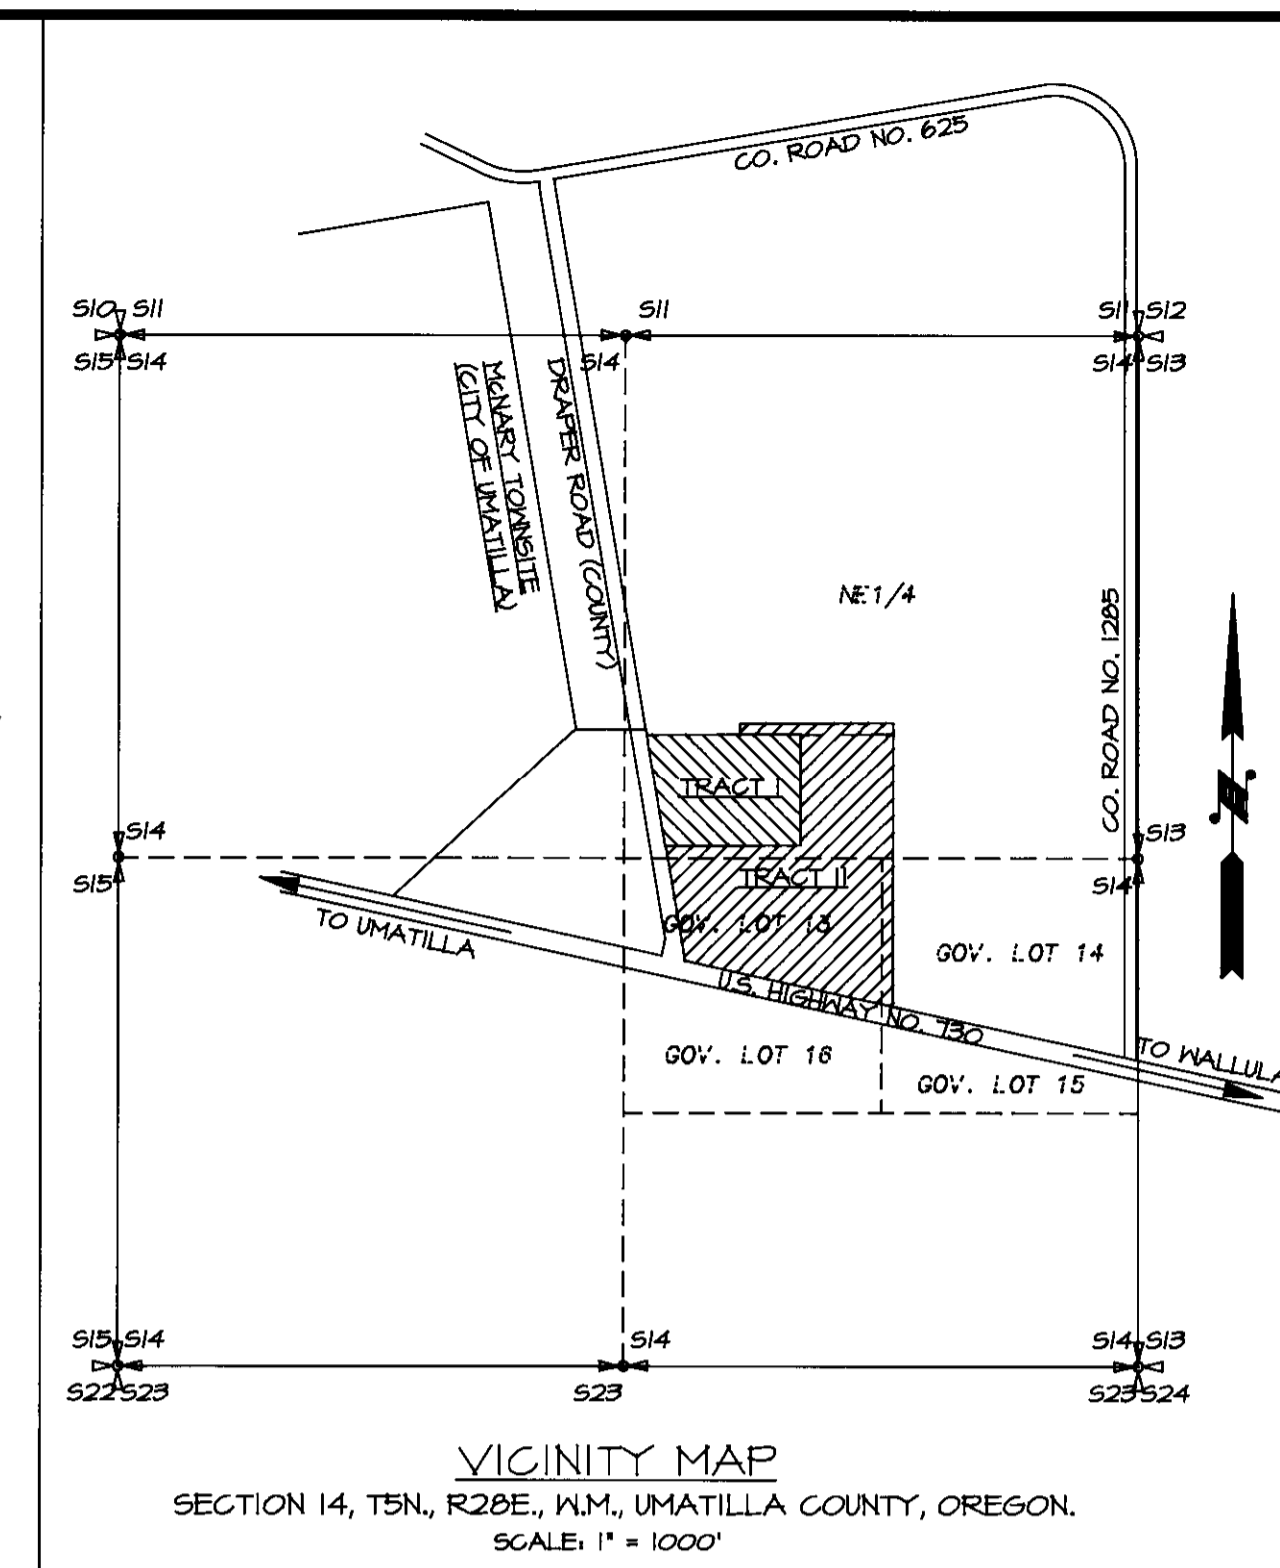 CO. ROAD NO. 625
S10 S11
S11
S11 S12
S15 S14
S14
S14 S13
McNARY TOWNSITE
(CITY OF UMATILLA)
DRAPER ROAD (COUNTY)
NE1/4
CO. ROAD NO. 1285
N
TRACT I
S14
S13
S15
TRACT II
S14
GOV. LOT 13
TO UMATILLA
GOV. LOT 14
U.S. HIGHWAY NO. 730
GOV. LOT 16
TO WALLULA
GOV. LOT 15
S15 S14
S14
S14 S13
S22 S23
S23
S23 S24
VICINITY MAP
SECTION 14, T5N., R28E., W.M., UMATILLA COUNTY, OREGON.
SCALE: 1" = 1000'